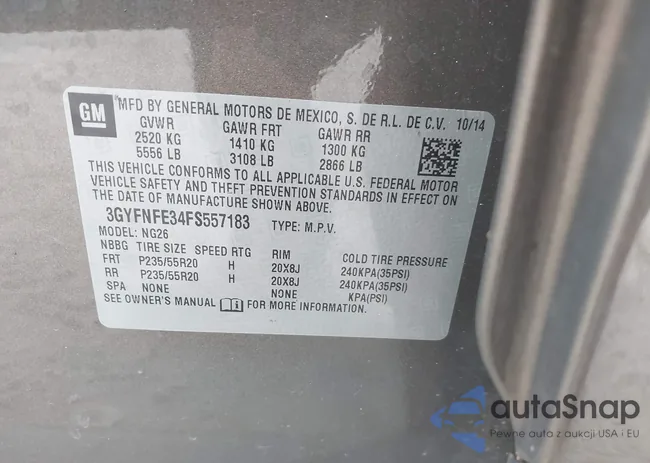 GM
MFD BY GENERAL MOTORS DE MEXICO, S. DE R.L. DE C.V. 10/14
GVWR GAWR FRT GAWR RR
2520 KG 1410 KG 1300 KG
5556 LB 3108 LB 2866 LB
THIS VEHICLE CONFORMS TO ALL APPLICABLE U.S. FEDERAL MOTOR
VEHICLE SAFETY AND THEFT PREVENTION STANDARDS IN EFFECT ON
THE DATE OF MANUFACTURE SHOWN ABOVE.
3GYFNFE34FS557183 TYPE: M.P.V.
MODEL: NG26
NBBG TIRE SIZE SPEED RTG RIM COLD TIRE PRESSURE
FRT P235/55R20 H 20X8J 240KPA(35PSI)
RR P235/55R20 H 20X8J 240KPA(35PSI)
SPA NONE NONE KPA(PSI)
SEE OWNER'S MANUAL FOR MORE INFORMATION.
autaSnap
Pewne auta z aukcji USA i EU